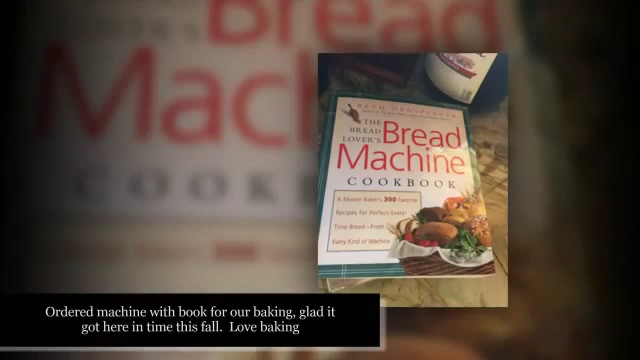 BETH HENSPERGER
THE
BREAD
LOVER'S
Bread
Machine
COOKBOOK
A Master Baker's 300 Favorite
Recipes for Perfect-Every-
Time Bread—From
Every Kind of Machine
Ordered machine with book for our baking, glad it
got here in time this fall. Love baking